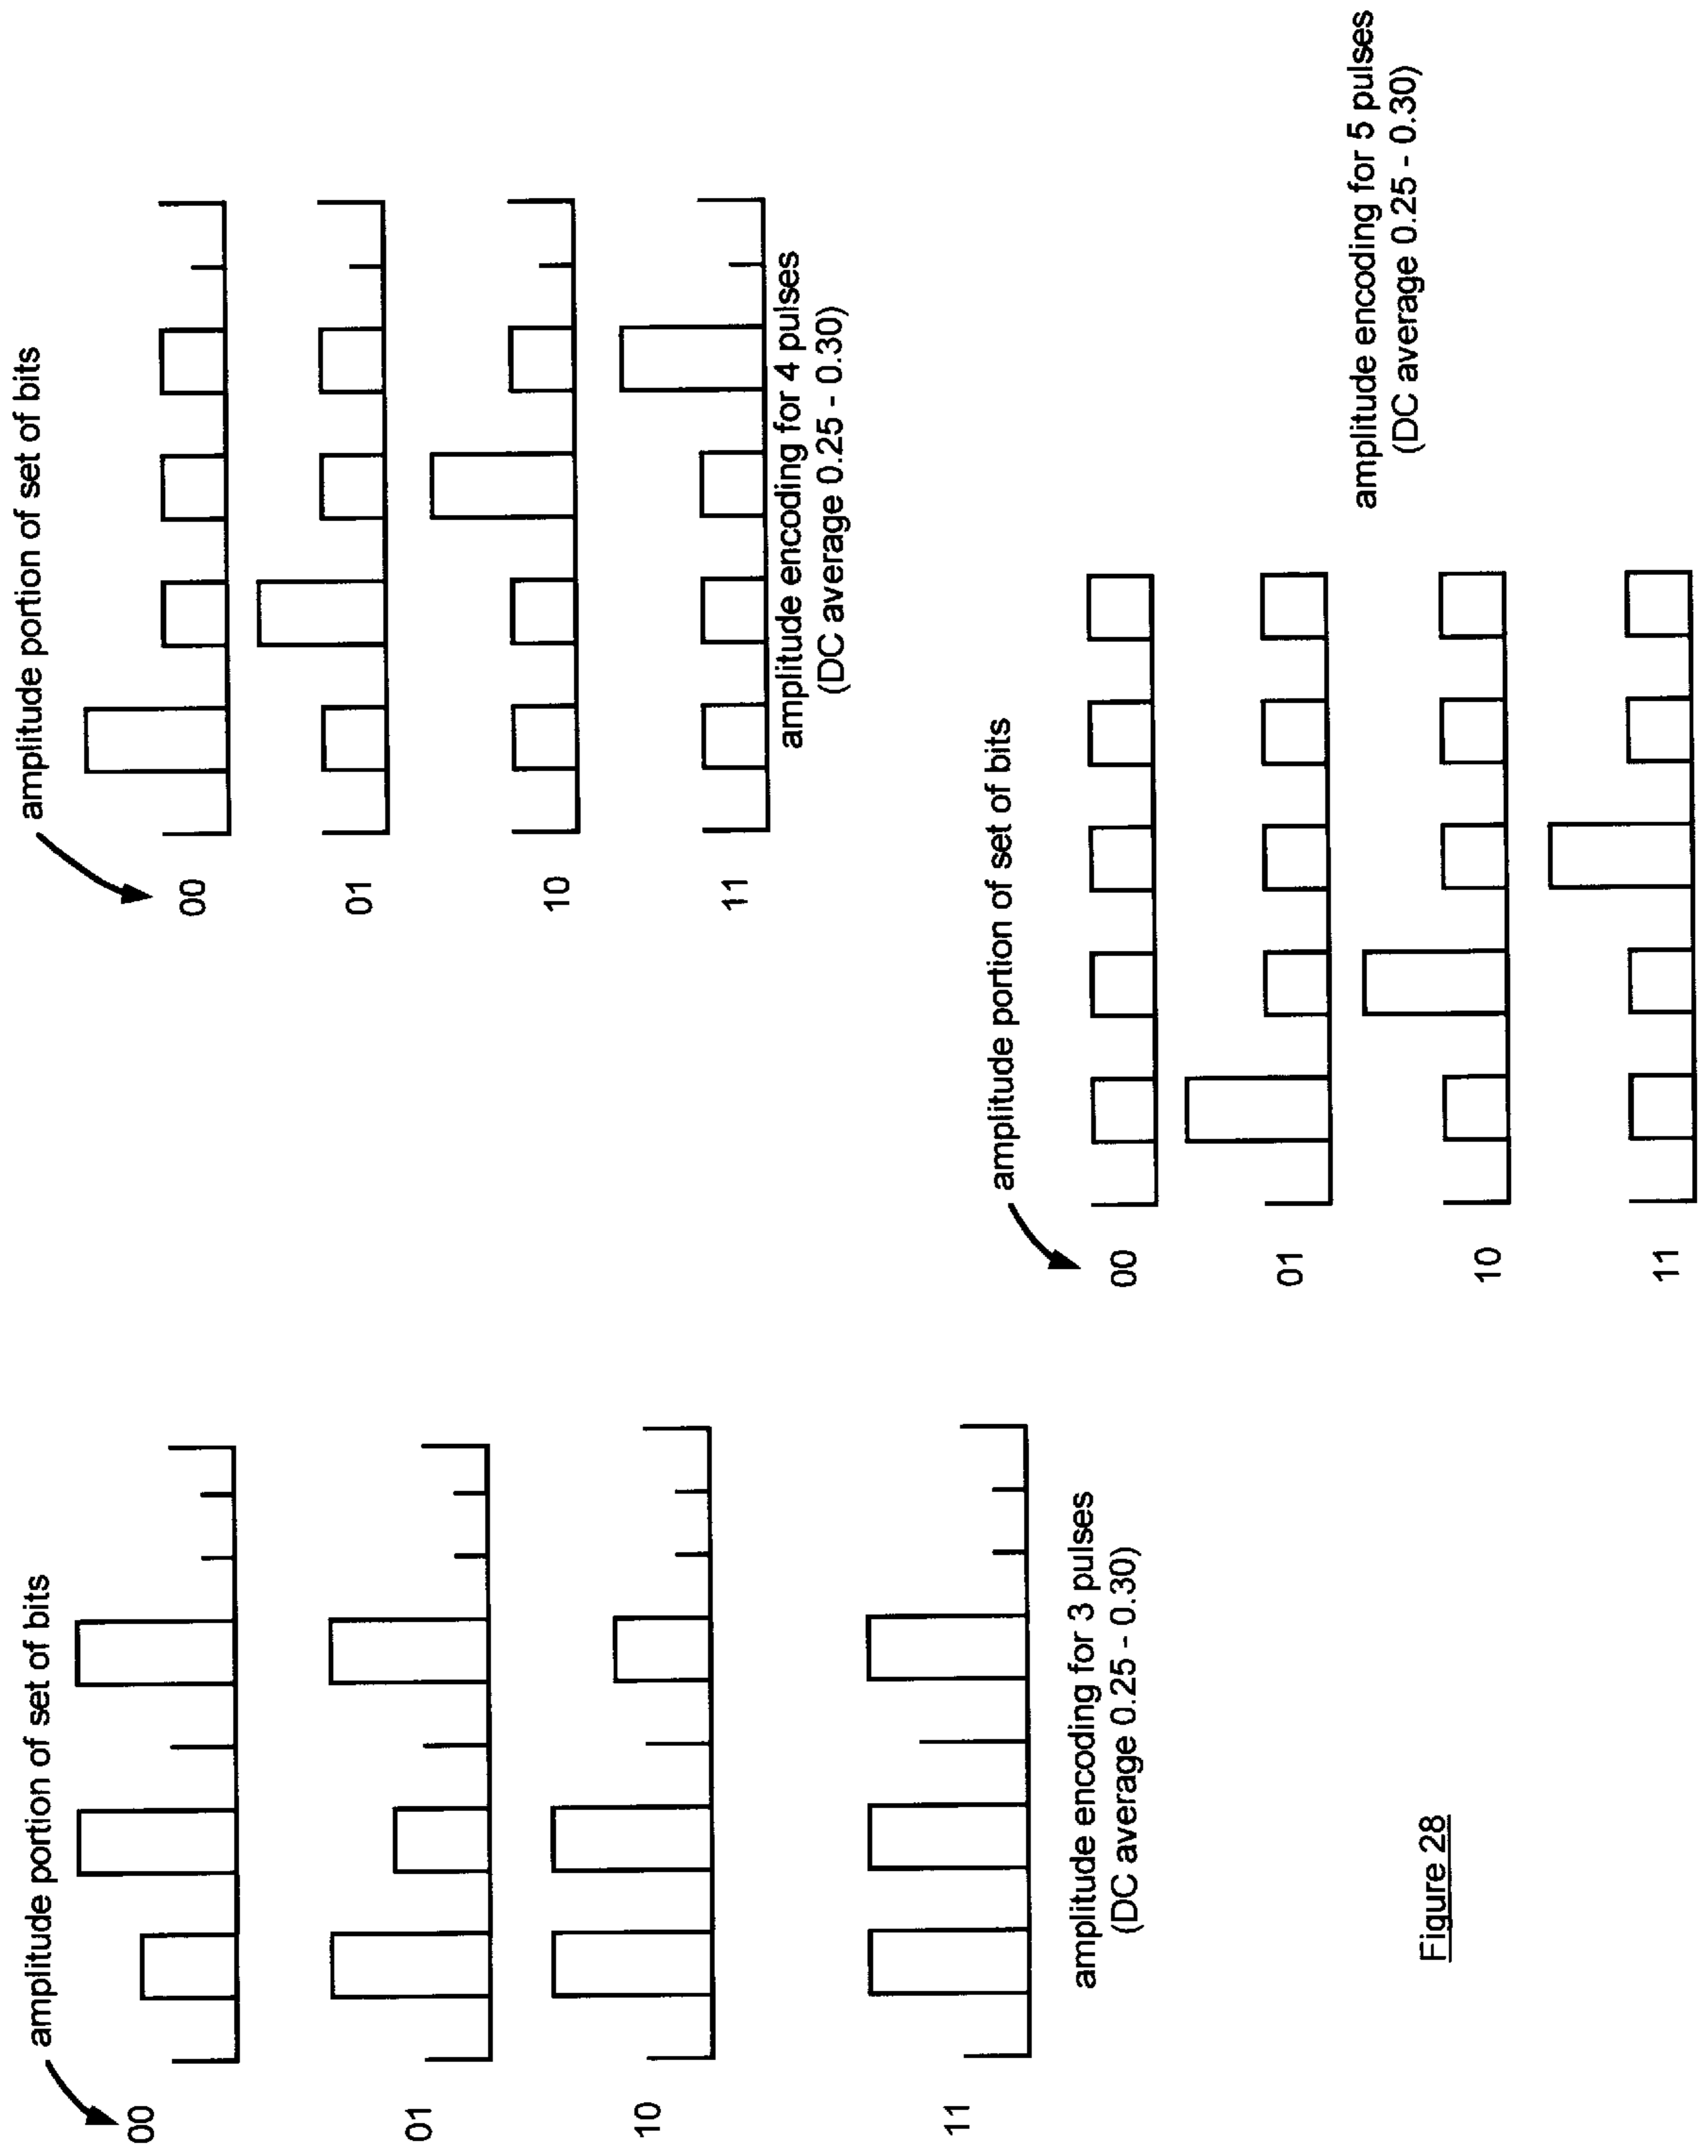 amplitude portion of set of bits
00
01
10
11
amplitude encoding for 3 pulses
(DC average 0.25 - 0.30)
amplitude portion of set of bits
00
01
10
11
amplitude encoding for 4 pulses
(DC average 0.25 - 0.30)
amplitude portion of set of bits
00
01
10
11
amplitude encoding for 5 pulses
(DC average 0.25 - 0.30)
Figure 28